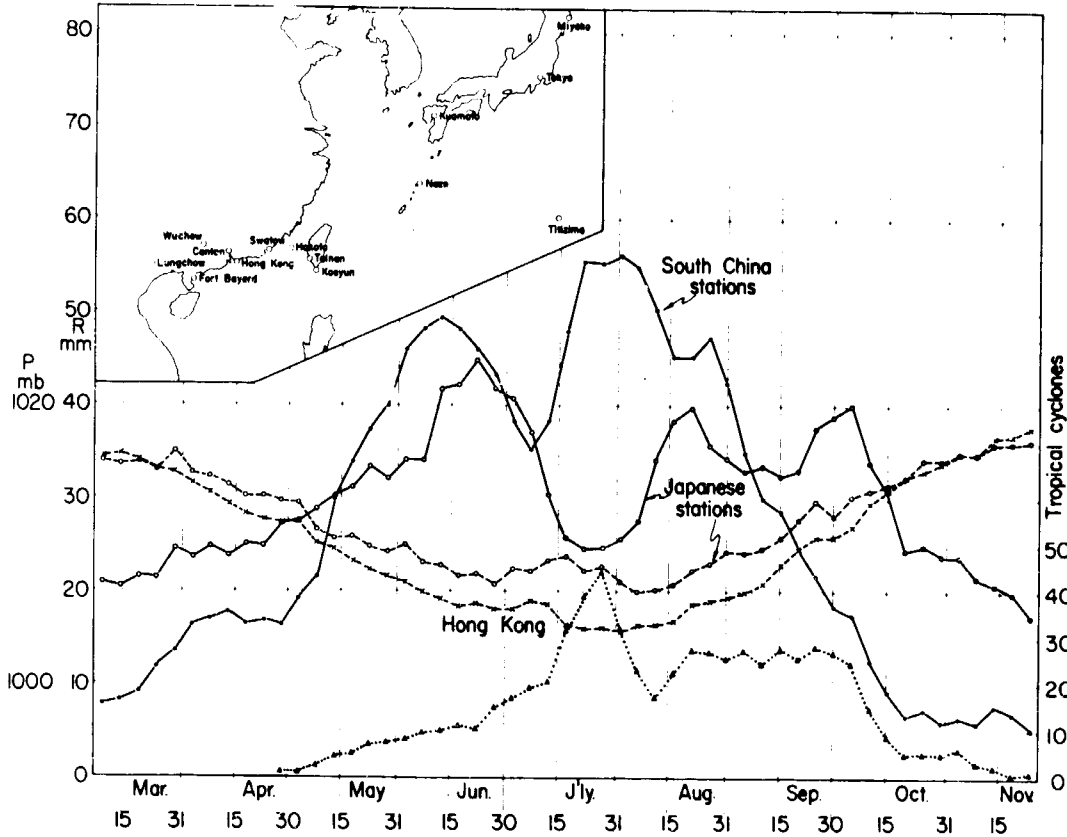 80
70
60
50
R
mm
P
mb
1020 40
30
20
1000 10
0
Miyako
Tokyo
Kuamoto
Naze
Titizima
Wuchow
Canton
Swatow
Hokoto
Tainan
Lungchow
Hong Kong
Koayun
Fort Bayard
South China
stations
Japanese
stations
Hong Kong
Tropical cyclones
50
40
30
20
10
0
Mar. Apr. May Jun. J'ly. Aug. Sep. Oct. Nov.
15 31 15 30 15 31 15 30 15 31 15 31 15 30 15 31 15